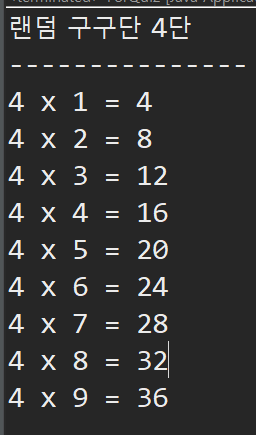 랜덤 구구단 4단
---------------
4 x 1 = 4
4 x 2 = 8
4 x 3 = 12
4 x 4 = 16
4 x 5 = 20
4 x 6 = 24
4 x 7 = 28
4 x 8 = 32
4 x 9 = 36